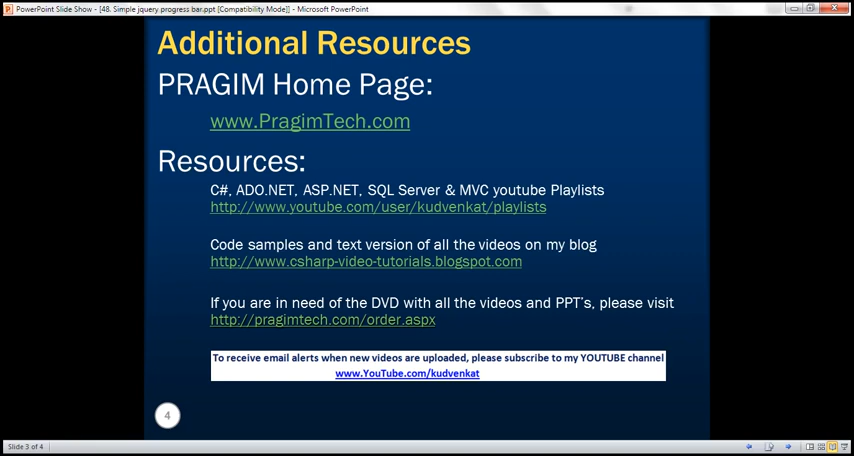 PowerPoint Slide Show - [48. Simple jquery progress bar.ppt [Compatibility Mode]] - Microsoft PowerPoint
Additional Resources
PRAGIM Home Page:
www.PragimTech.com
Resources:
C#, ADO.NET, ASP.NET, SQL Server & MVC youtube Playlists
http://www.youtube.com/user/kudvenkat/playlists
Code samples and text version of all the videos on my blog
http://www.csharp-video-tutorials.blogspot.com
If you are in need of the DVD with all the videos and PPT's, please visit
http://pragimtech.com/order.aspx
To receive email alerts when new videos are uploaded, please subscribe to my YOUTUBE channel
www.YouTube.com/kudvenkat
4
Slide 3 of 4